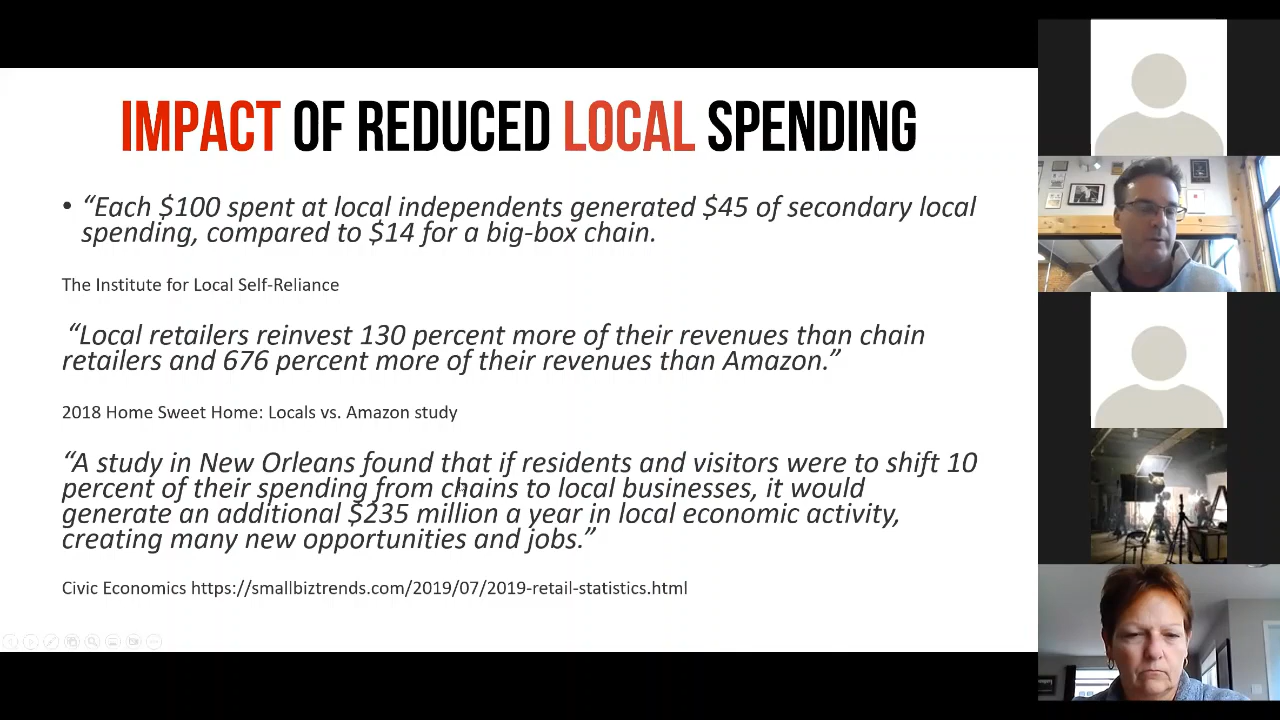 IMPACT OF REDUCED LOCAL SPENDING
• “Each $100 spent at local independents generated $45 of secondary local
spending, compared to $14 for a big-box chain.
The Institute for Local Self-Reliance
“Local retailers reinvest 130 percent more of their revenues than chain
retailers and 676 percent more of their revenues than Amazon.”
2018 Home Sweet Home: Locals vs. Amazon study
“A study in New Orleans found that if residents and visitors were to shift 10
percent of their spending from chains to local businesses, it would
generate an additional $235 million a year in local economic activity,
creating many new opportunities and jobs.”
Civic Economics https://smallbiztrends.com/2019/07/2019-retail-statistics.html